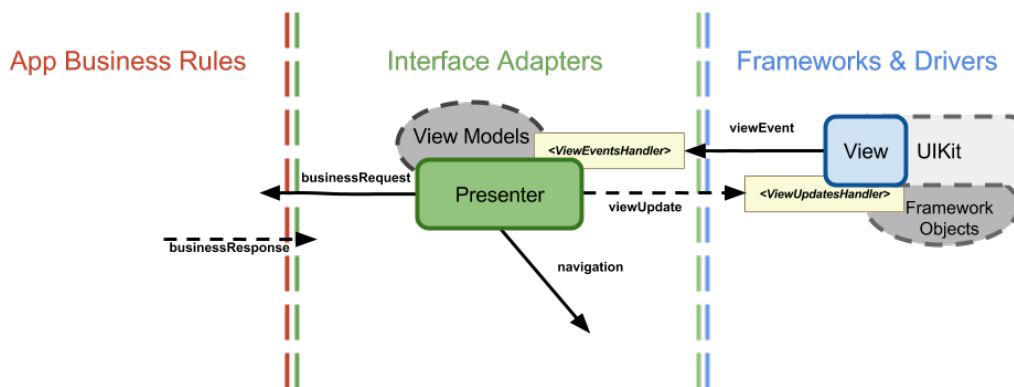 App Business Rules
Interface Adapters
Frameworks & Drivers
View Models
<ViewEventsHandler>
viewEvent
View
UIKit
businessRequest
Presenter
viewUpdate
<ViewUpdatesHandler>
Framework
Objects
businessResponse
navigation